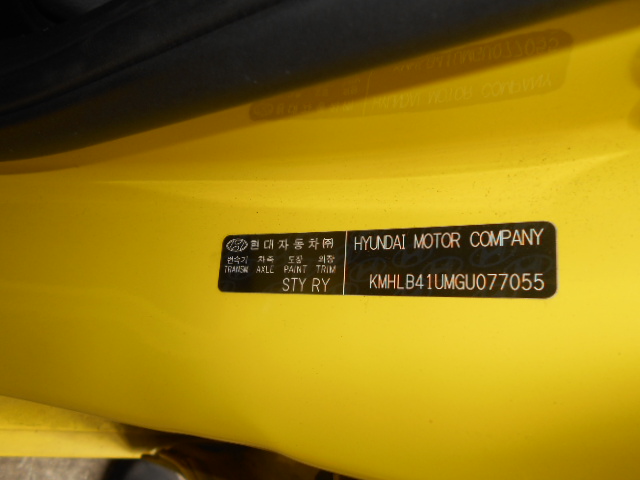 현대자동차㈜
변속기 차축 도장 외장
TRANSM AXLE PAINT TRIM
STY RY
HYUNDAI MOTOR COMPANY
KMHLB41UMGU077055